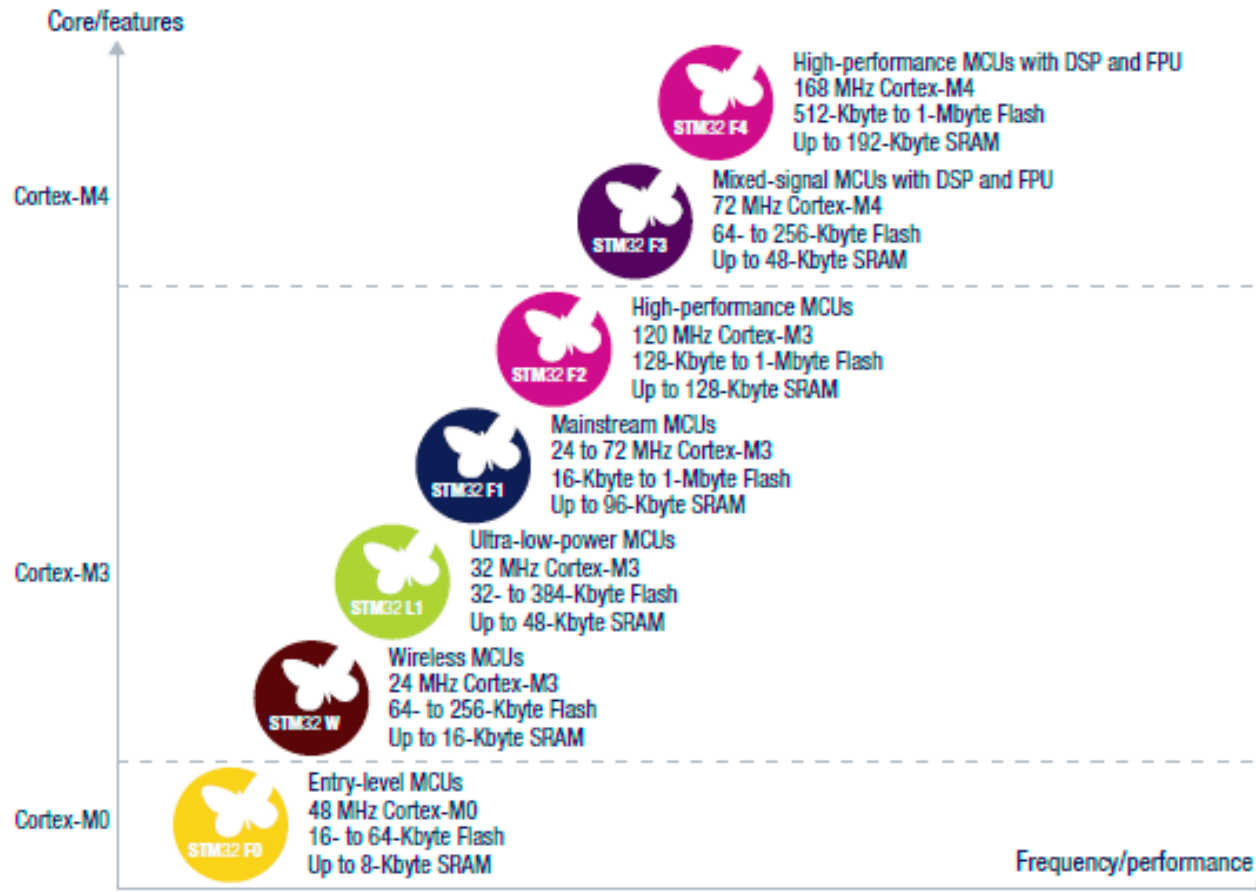 Core/features
STM32 F4
High-performance MCUs with DSP and FPU
168 MHz Cortex-M4
512-Kbyte to 1-Mbyte Flash
Up to 192-Kbyte SRAM
Cortex-M4
STM32 F3
Mixed-signal MCUs with DSP and FPU
72 MHz Cortex-M4
64- to 256-Kbyte Flash
Up to 48-Kbyte SRAM
STM32 F2
High-performance MCUs
120 MHz Cortex-M3
128-Kbyte to 1-Mbyte Flash
Up to 128-Kbyte SRAM
STM32 F1
Mainstream MCUs
24 to 72 MHz Cortex-M3
16-Kbyte to 1-Mbyte Flash
Up to 96-Kbyte SRAM
Cortex-M3
STM32 L1
Ultra-low-power MCUs
32 MHz Cortex-M3
32- to 384-Kbyte Flash
Up to 48-Kbyte SRAM
STM32 W
Wireless MCUs
24 MHz Cortex-M3
64- to 256-Kbyte Flash
Up to 16-Kbyte SRAM
Cortex-M0
STM32 F0
Entry-level MCUs
48 MHz Cortex-M0
16- to 64-Kbyte Flash
Up to 8-Kbyte SRAM
Frequency/performance